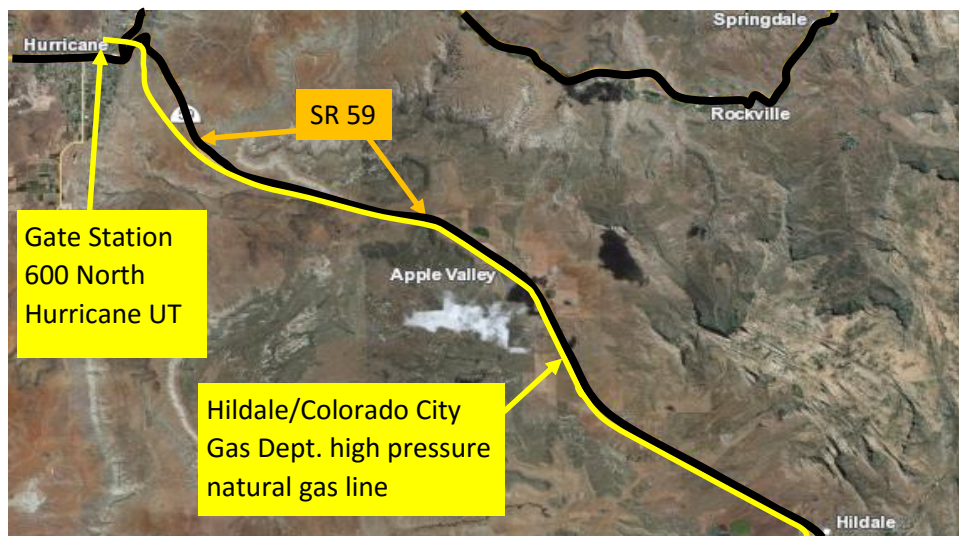 Springdale
Hurricane
SR 59
Rockville
Gate Station
600 North
Hurricane UT
Apple Valley
Hildale/Colorado City
Gas Dept. high pressure
natural gas line
Hildale